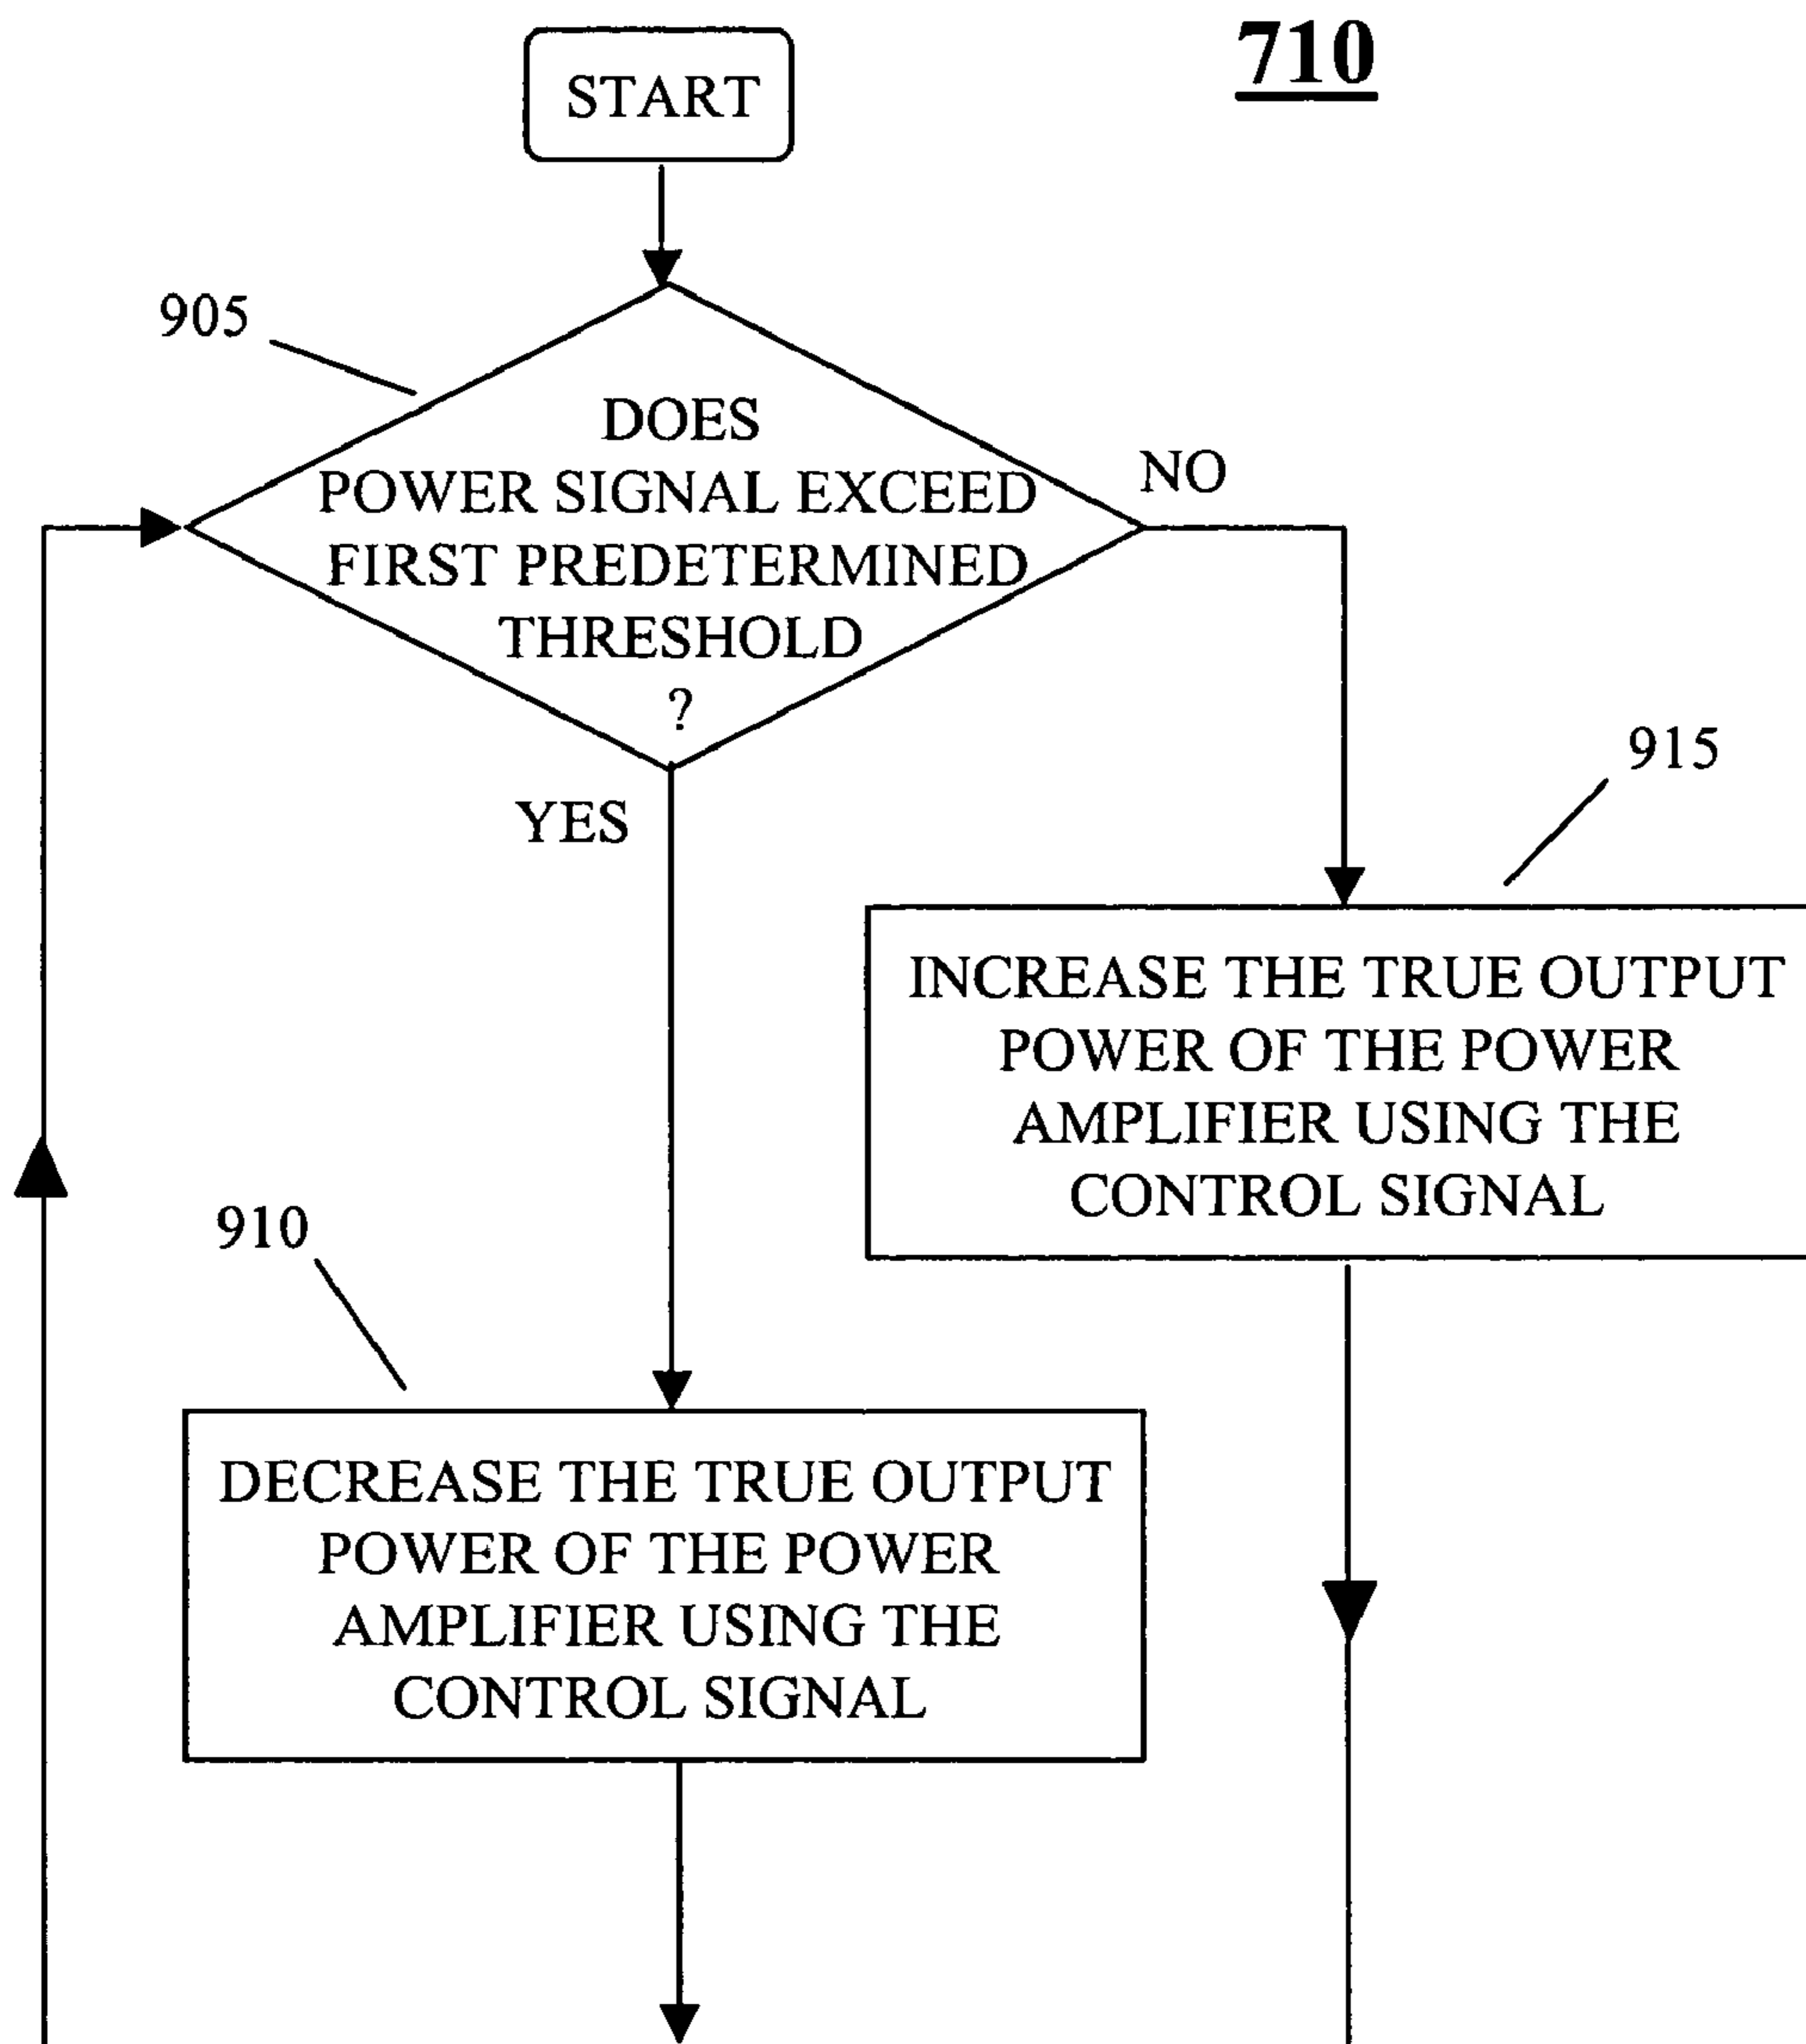 710
START
905
DOES
POWER SIGNAL EXCEED
FIRST PREDETERMINED
THRESHOLD
?
NO
YES
915
INCREASE THE TRUE OUTPUT
POWER OF THE POWER
AMPLIFIER USING THE
CONTROL SIGNAL
910
DECREASE THE TRUE OUTPUT
POWER OF THE POWER
AMPLIFIER USING THE
CONTROL SIGNAL